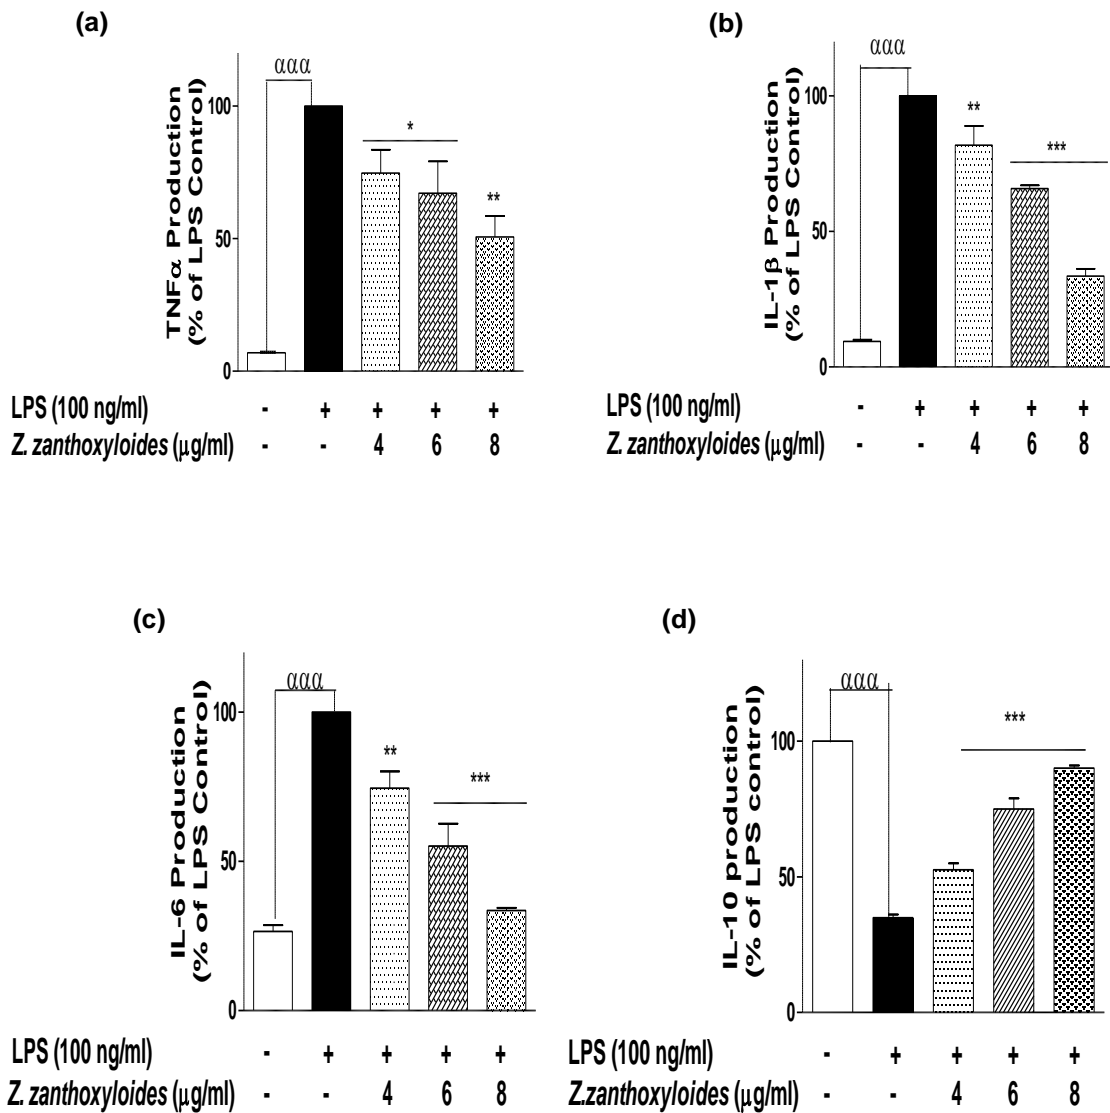 (a)
ααα
TNFα Production
(% of LPS Control)
100
50
0
*
**
LPS (100 ng/ml) - + + + +
Z. zanthoxyloides (μg/ml) - - 4 6 8
(b)
ααα
IL-1β Production
(% of LPS Control)
100
50
0
**
***
LPS (100 ng/ml) - + + + +
Z. zanthoxyloides (μg/ml) - - 4 6 8
(c)
ααα
IL-6 Production
(% of LPS Control)
100
50
0
**
***
LPS (100 ng/ml) - + + + +
Z. zanthoxyloides (μg/ml) - - 4 6 8
(d)
ααα
IL-10 production
(% of LPS control)
100
50
0
***
LPS (100 ng/ml) - + + + +
Z.zanthoxyloides (μg/ml) - - 4 6 8